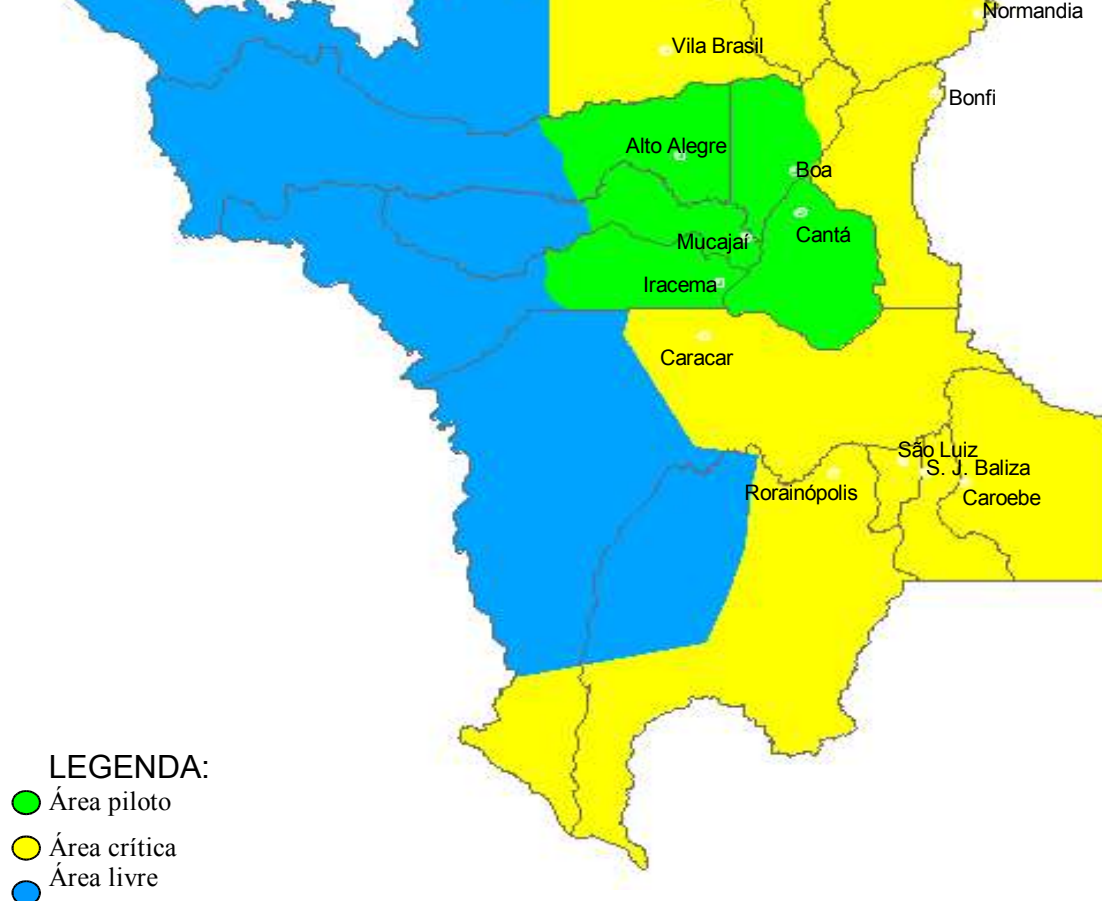 Normandia
Vila Brasil
Bonfi
Alto Alegre
Boa
Cantá
Mucajaí
Iracema
Caracar
São Luiz
S. J. Baliza
Rorainópolis
Caroebe
LEGENDA:
Área piloto
Área crítica
Área livre